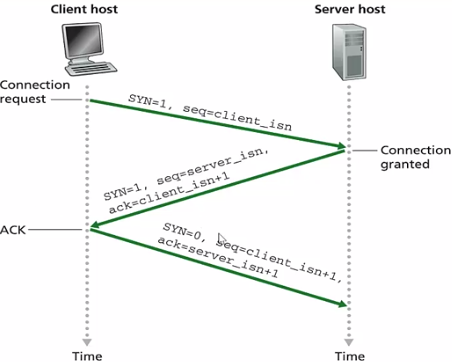 Client host
Server host
Connection
request
SYN=1, seq=client_isn
Connection
granted
SYN=1, seq=server_isn,
ack=client_isn+1
ACK
SYN=0, seq=client_isn+1,
ack=server_isn+1
Time
Time